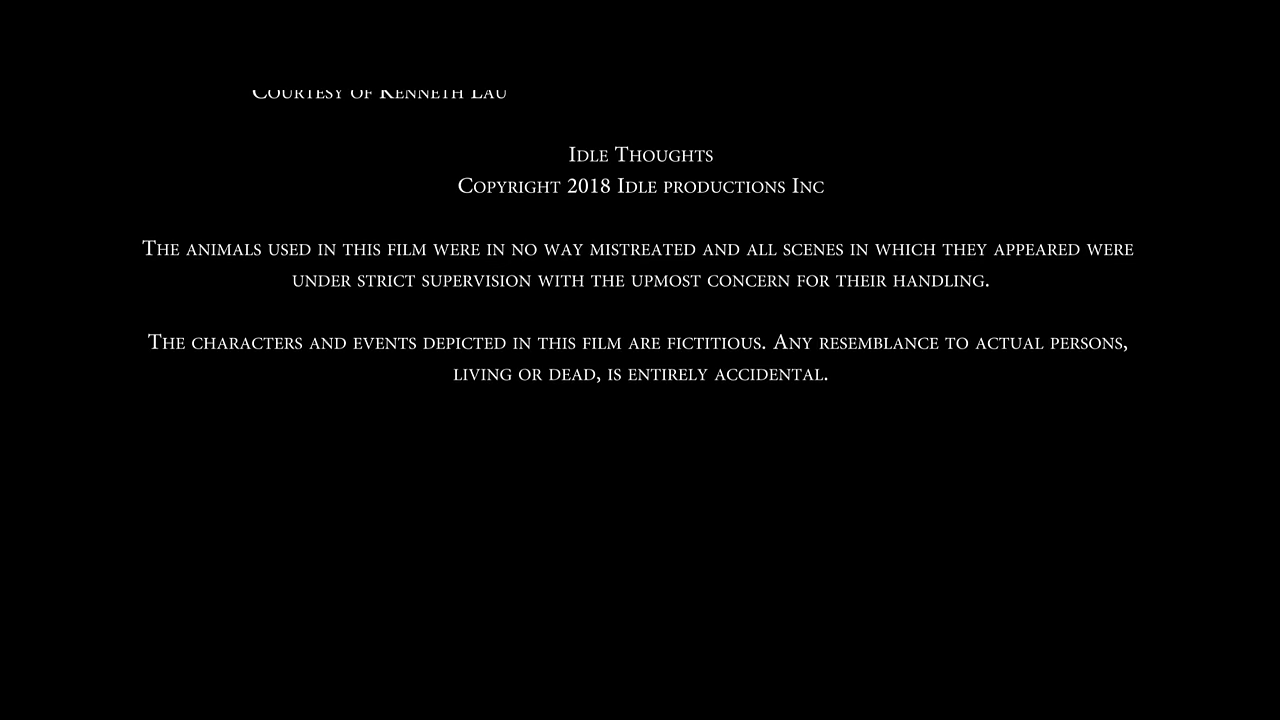 Courtesy of Kenneth Lau
Idle Thoughts
Copyright 2018 Idle productions Inc
The animals used in this film were in no way mistreated and all scenes in which they appeared were
under strict supervision with the upmost concern for their handling.
The characters and events depicted in this film are fictitious. Any resemblance to actual persons,
living or dead, is entirely accidental.